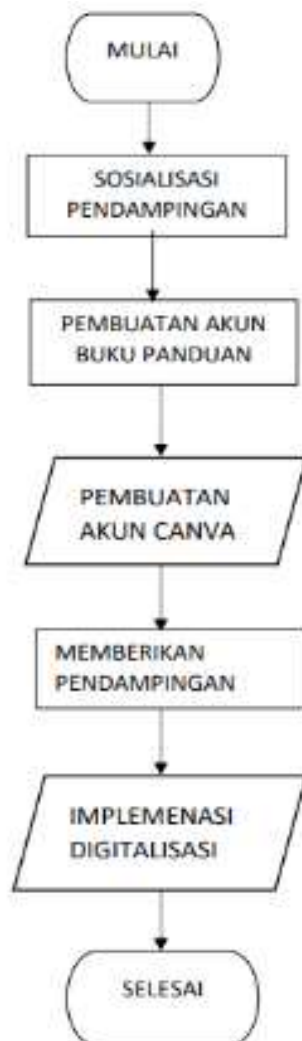 MULAI
SOSIALISASI
PENDAMPINGAN
PEMBUATAN AKUN
BUKU PANDUAN
PEMBUATAN
AKUN CANVA
MEMBERIKAN
PENDAMPINGAN
IMPLEMENASI
DIGITALISASI
SELESAI